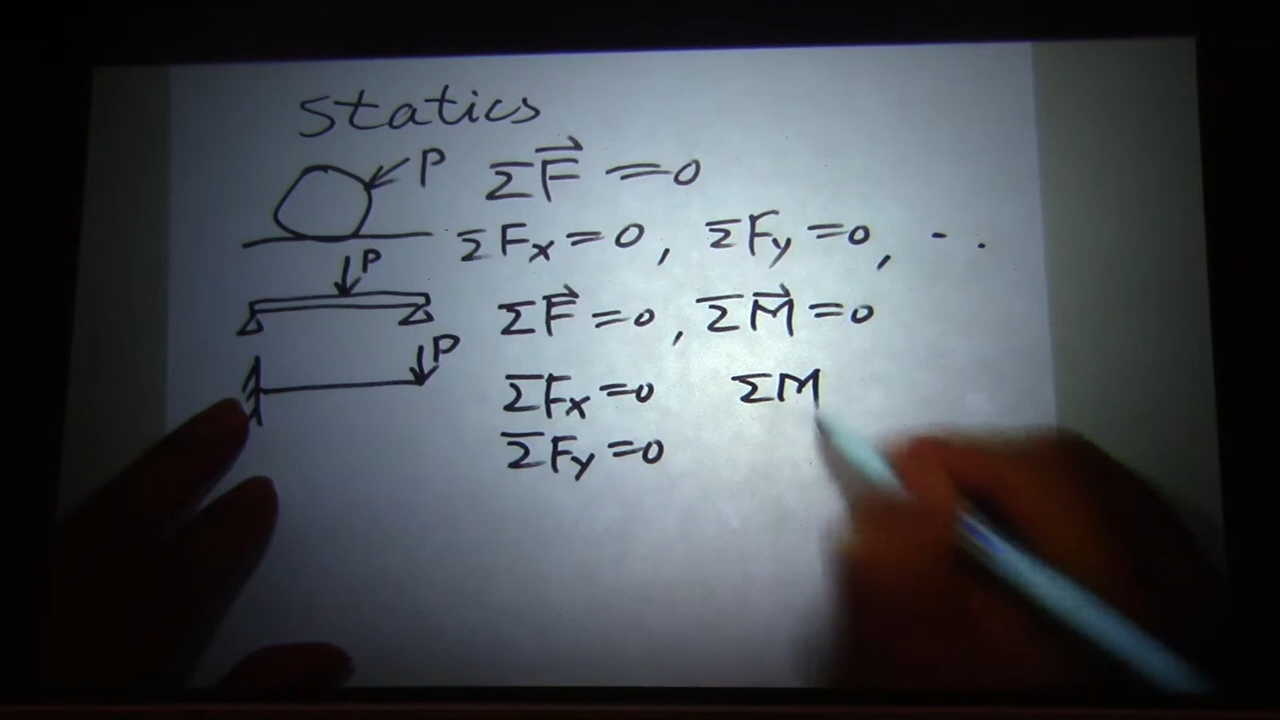 Statics
P ΣF⃗ = 0
ΣFx = 0, ΣFy = 0, - ·
P
ΣF⃗ = 0, ΣM⃗ = 0
P
ΣFx = 0 ΣM
ΣFy = 0